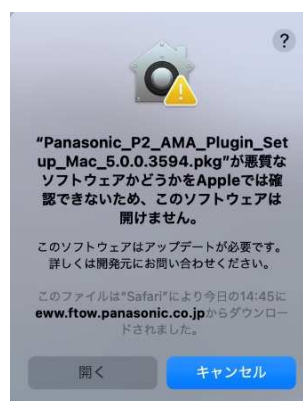 ?
"Panasonic_P2_AMA_Plugin_Set
up_Mac_5.0.0.3594.pkg"が悪質な
ソフトウェアかどうかをAppleでは確
認できないため、このソフトウェアは
開けません。
このソフトウェアはアップデートが必要です。
詳しくは開発元にお問い合わせください。
このファイルは"Safari"により今日の14:45に
eww.ftow.panasonic.co.jpからダウンロー
ドされました。
開く
キャンセル